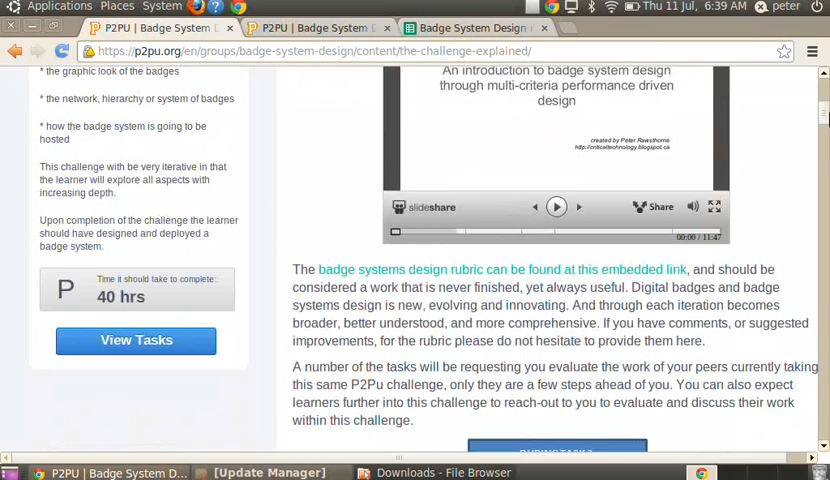 Applications Places System Thu 11 Jul, 6:39 AM peter
P2PU | Badge System D
P2PU | Badge System D
Badge System Design
https://p2pu.org/en/groups/badge-system-design/content/the-challenge-explained/
* the graphic look of the badges
* the network, hierarchy or system of badges
* how the badge system is going to be
hosted
This challenge with be very iterative in that
the learner will explore all aspects with
increasing depth.
Upon completion of the challenge the learner
should have designed and deployed a
badge system.
P
Time it should take to complete:
40 hrs
View Tasks
An introduction to badge system design
through multi-criteria performance driven
design
created by Peter Rawsthorne
http://criticaltechnology.blogspot.ca
slideshare
Share
00:00 / 11:47
The badge systems design rubric can be found at this embedded link, and should be
considered a work that is never finished, yet always useful. Digital badges and badge
systems design is new, evolving and innovating. And through each iteration becomes
broader, better understood, and more comprehensive. If you have comments, or suggested
improvements, for the rubric please do not hesitate to provide them here.
A number of the tasks will be requesting you evaluate the work of your peers currently taking
this same P2Pu challenge, only they are a few steps ahead of you. You can also expect
learners further into this challenge to reach-out to you to evaluate and discuss their work
within this challenge.
P2PU | Badge System D...
[Update Manager]
Downloads - File Browser